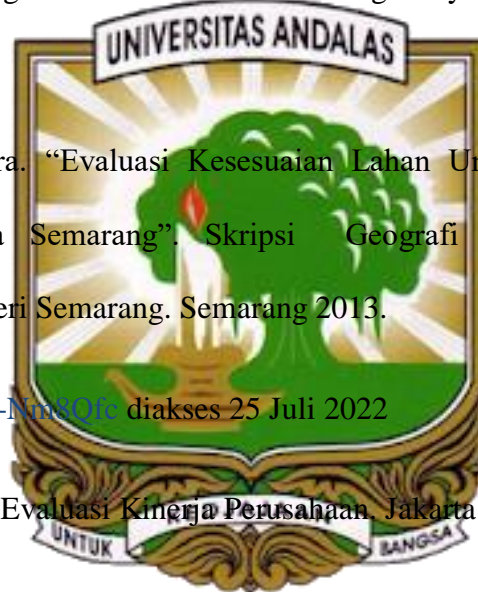 UNIVERSITAS ANDALAS
ra. “Evaluasi Kesesuaian Lahan Un
Semarang”. Skripsi Geografi
eri Semarang. Semarang 2013.
-Nm8Qfc diakses 25 Juli 2022
Evaluasi Kinerja Perusahaan. Jakarta
UNTUK
BANGSA